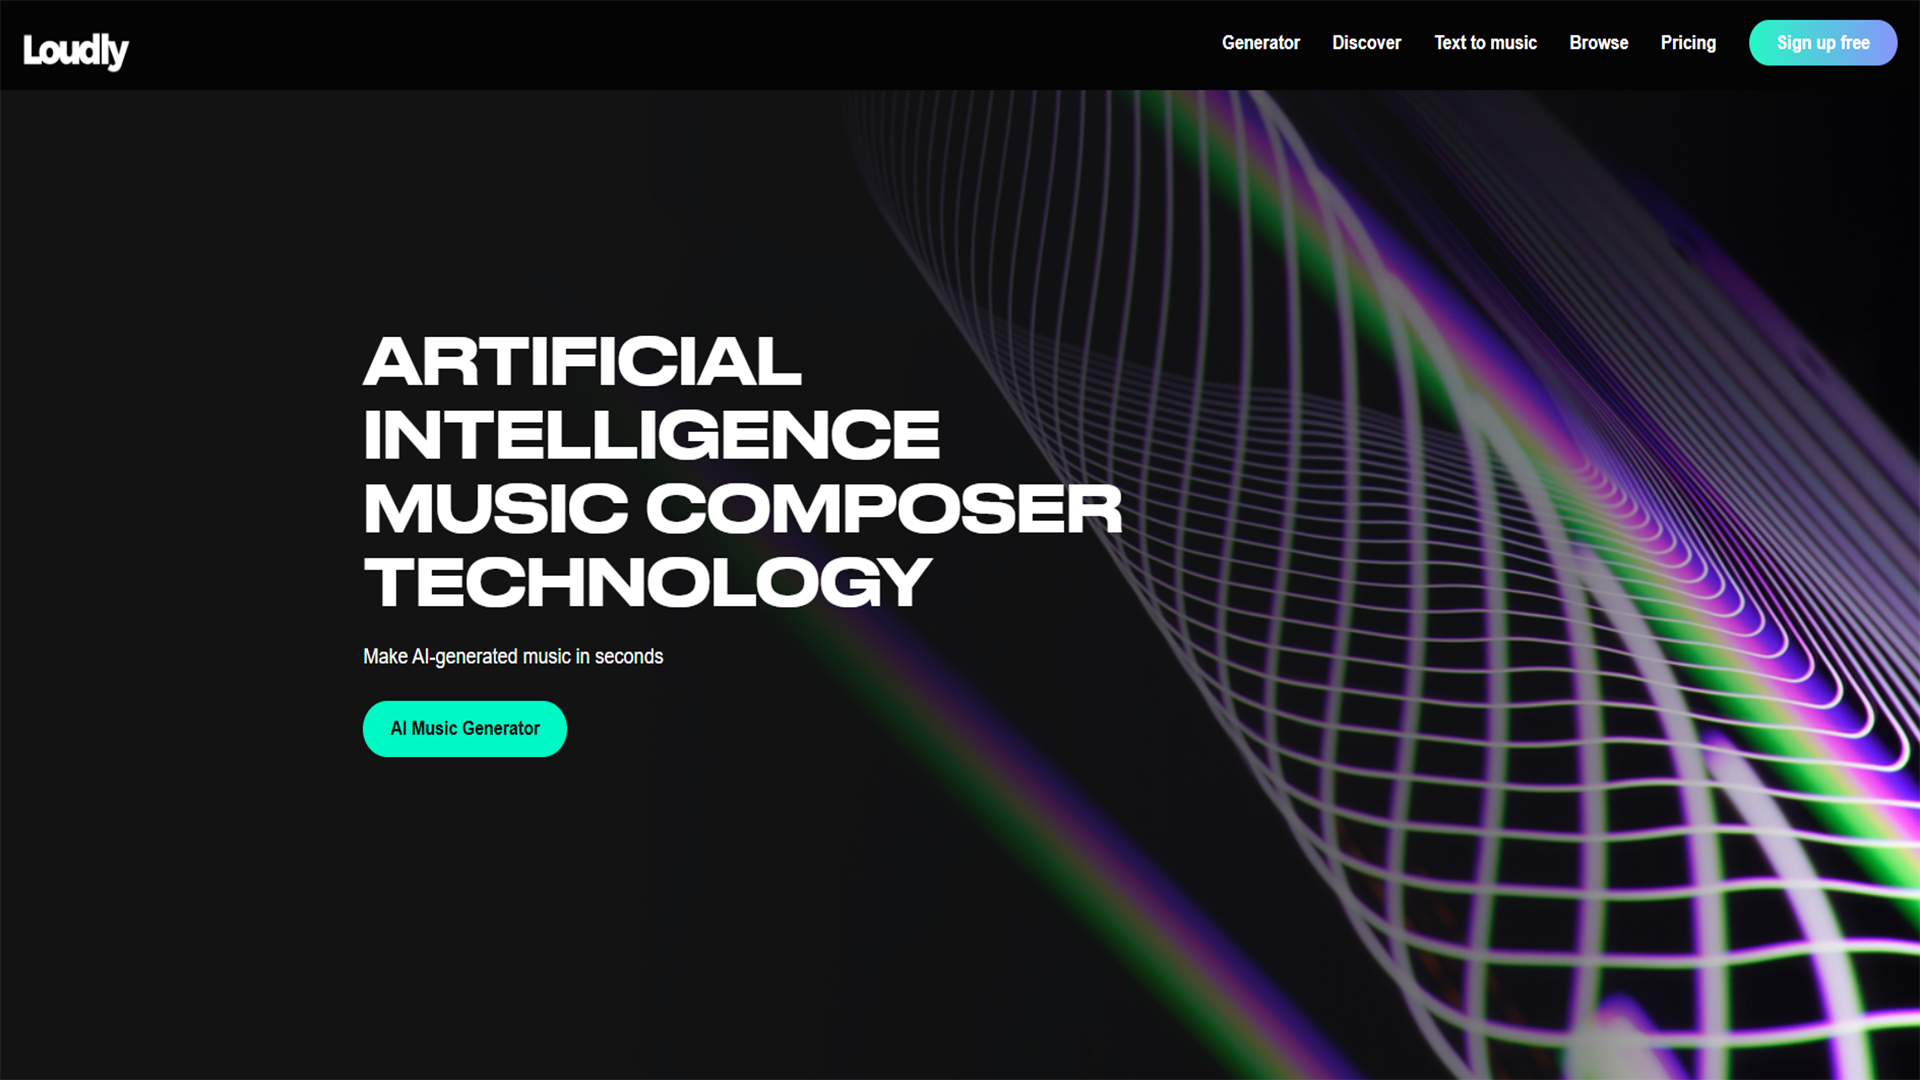 Loudly
Generator
Discover
Text to music
Browse
Pricing
Sign up free
ARTIFICIAL
INTELLIGENCE
MUSIC COMPOSER
TECHNOLOGY
Make AI-generated music in seconds
AI Music Generator